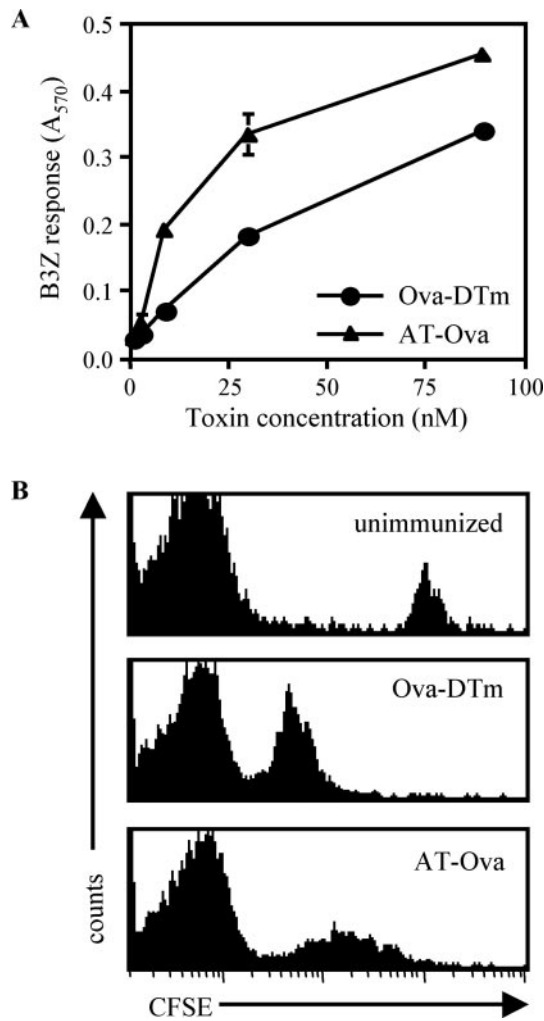 A
0.5
0.4
0.3
0.2
0.1
0.0
B3Z response (A570)
0 25 50 75 100
Toxin concentration (nM)
Ova-DTm
AT-Ova
B
unimmunized
Ova-DTm
AT-Ova
counts
CFSE